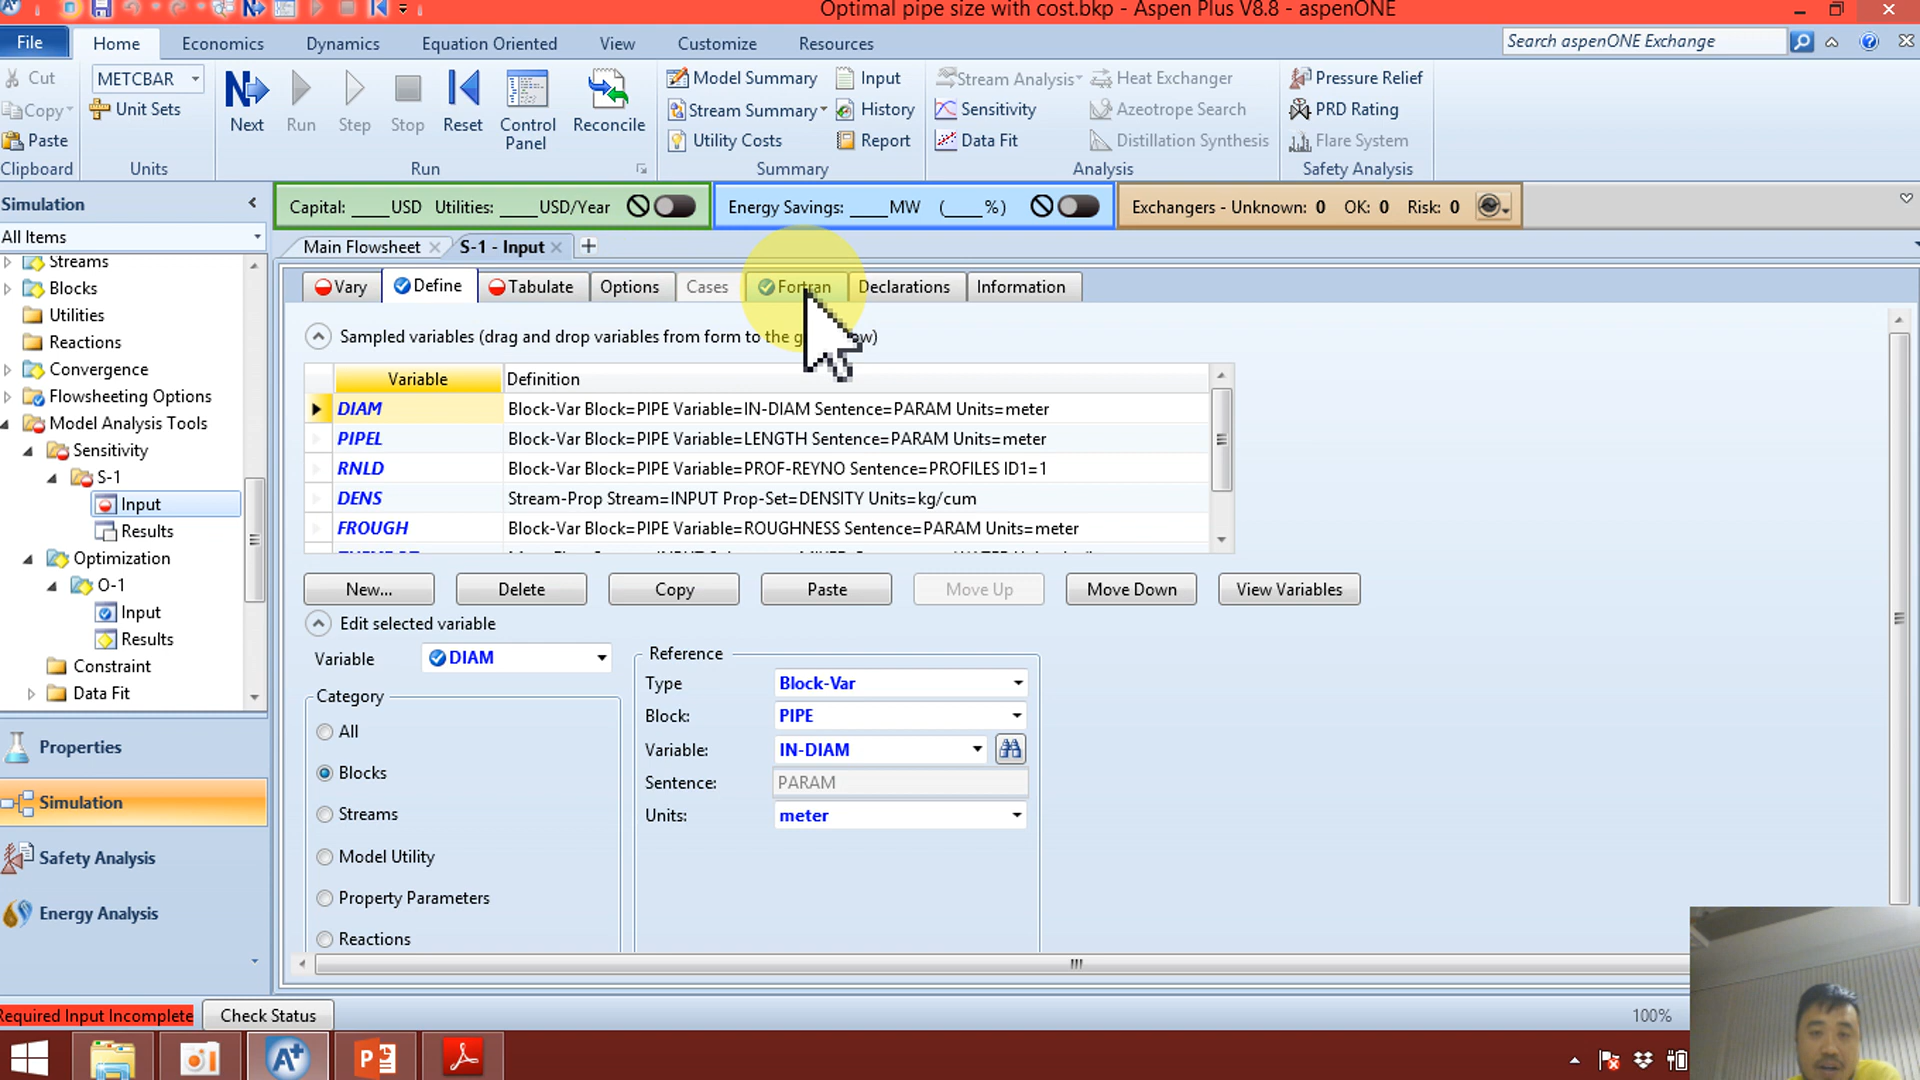 Optimal pipe size with cost.bkp - Aspen Plus V8.8 - aspenONE
File Home Economics Dynamics Equation Oriented View Customize Resources Search aspenONE Exchange
Cut METCBAR Model Summary Input Stream Analysis Heat Exchanger Pressure Relief
Copy Unit Sets Next Run Step Stop Reset Control Panel Reconcile Stream Summary History Sensitivity Azeotrope Search PRD Rating
Paste Utility Costs Report Data Fit Distillation Synthesis Flare System
Clipboard Units Run Summary Analysis Safety Analysis
Simulation
Capital: ____USD Utilities: ____USD/Year Energy Savings: ____MW (____%) Exchangers - Unknown: 0 OK: 0 Risk: 0
All Items
Main Flowsheet S-1 - Input
Vary Define Tabulate Options Cases Fortran Declarations Information
Streams
Blocks
Utilities
Reactions
Convergence
Flowsheeting Options
Model Analysis Tools
Sensitivity
S-1
Input
Results
Optimization
O-1
Input
Results
Constraint
Data Fit
Properties
Simulation
Safety Analysis
Energy Analysis
Sampled variables (drag and drop variables from form to the g w)
Variable Definition
DIAM Block-Var Block=PIPE Variable=IN-DIAM Sentence=PARAM Units=meter
PIPEL Block-Var Block=PIPE Variable=LENGTH Sentence=PARAM Units=meter
RNLD Block-Var Block=PIPE Variable=PROF-REYNO Sentence=PROFILES ID1=1
DENS Stream-Prop Stream=INPUT Prop-Set=DENSITY Units=kg/cum
FROUGH Block-Var Block=PIPE Variable=ROUGHNESS Sentence=PARAM Units=meter
New... Delete Copy Paste Move Up Move Down View Variables
Edit selected variable
Variable DIAM
Category
All
Blocks
Streams
Model Utility
Property Parameters
Reactions
Reference
Type Block-Var
Block: PIPE
Variable: IN-DIAM
Sentence: PARAM
Units: meter
Required Input Incomplete Check Status 100%